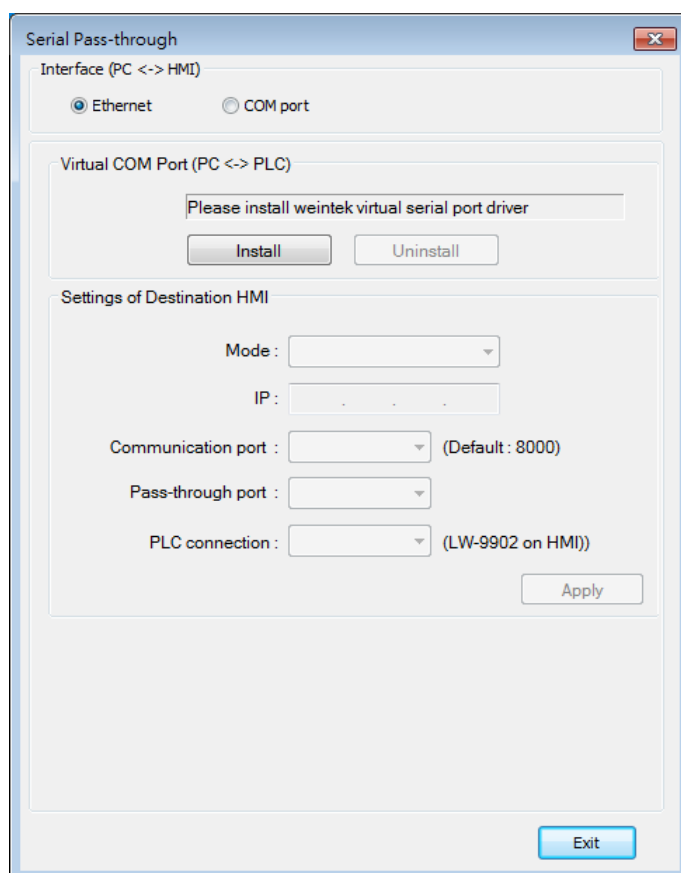 Serial Pass-through
Interface (PC <-> HMI)
Ethernet COM port
Virtual COM Port (PC <-> PLC)
Please install weintek virtual serial port driver
Install Uninstall
Settings of Destination HMI
Mode :
IP : . . .
Communication port : (Default : 8000)
Pass-through port :
PLC connection : (LW-9902 on HMI))
Apply
Exit